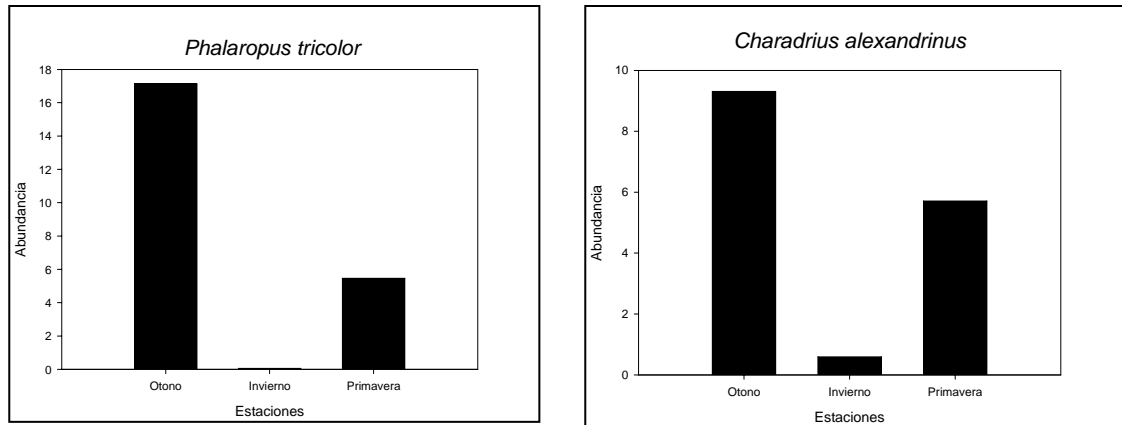 Phalaropus tricolor
18
16
14
12
10
8
6
4
2
0
Abundancia
Otono Invierno Primavera
Estaciones
Charadrius alexandrinus
10
8
6
4
2
0
Abundancia
Otono Invierno Primavera
Estaciones